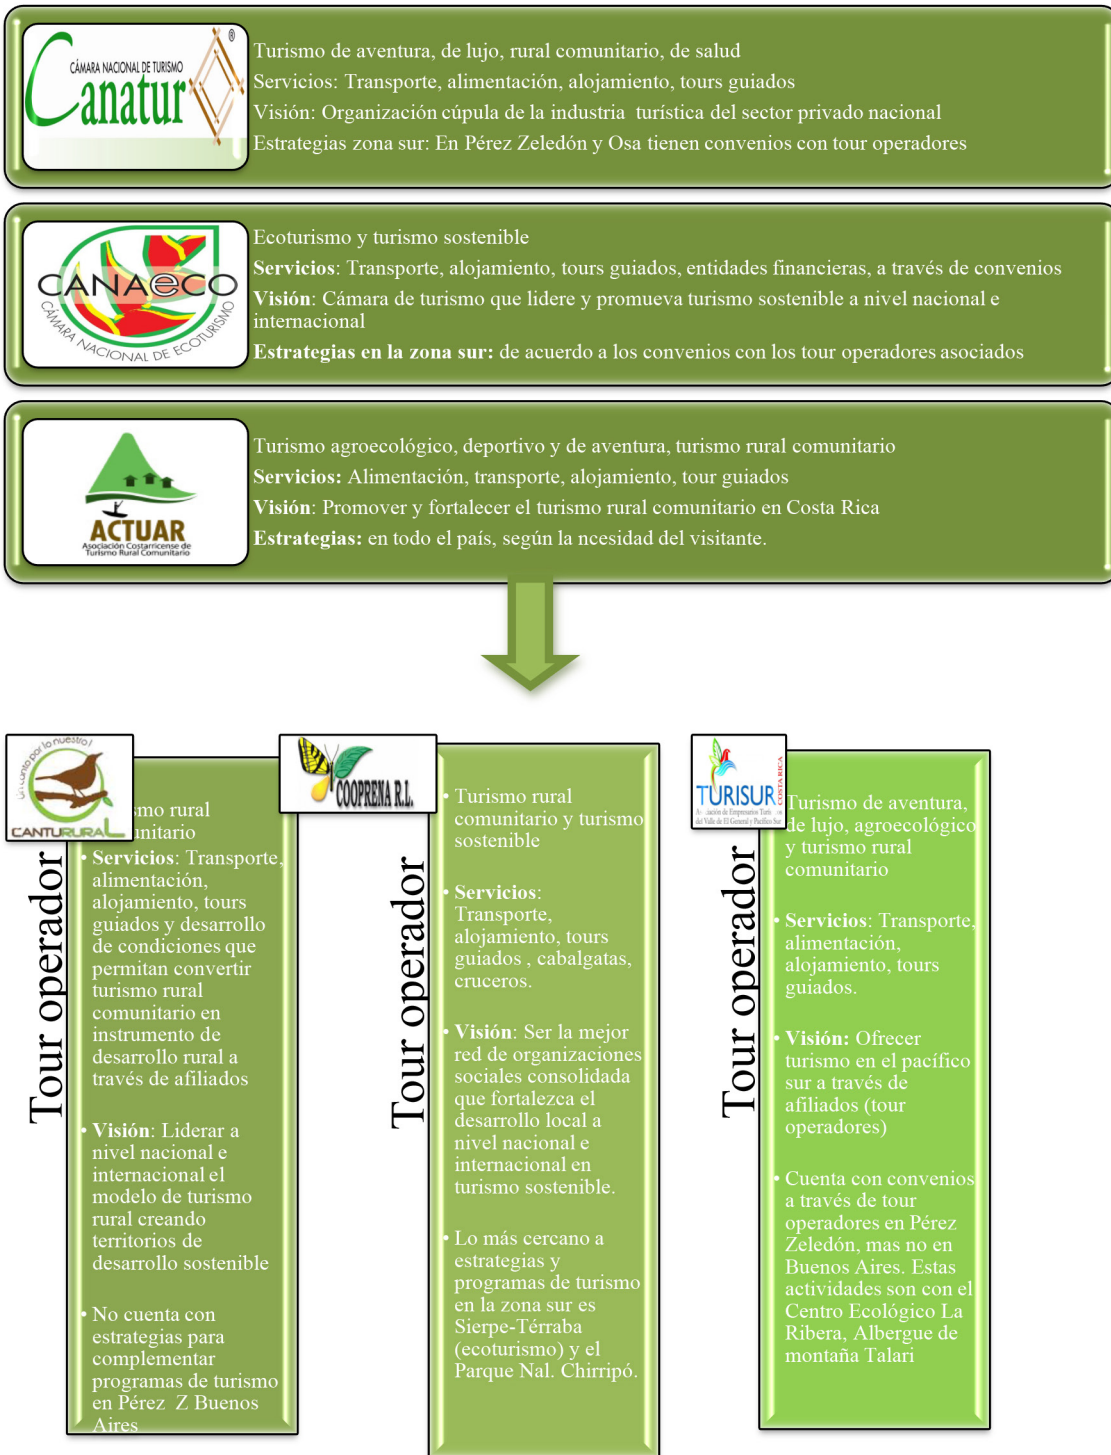 CÁMARA NACIONAL DE TURISMO
Canatur
®
Turismo de aventura, de lujo, rural comunitario, de salud
Servicios: Transporte, alimentación, alojamiento, tours guiados
Visión: Organización cúpula de la industria turística del sector privado nacional
Estrategias zona sur: En Pérez Zeledón y Osa tienen convenios con tour operadores
CANAeCO
CÁMARA NACIONAL DE ECOTURISMO
Ecoturismo y turismo sostenible
Servicios: Transporte, alojamiento, tours guiados, entidades financieras, a través de convenios
Visión: Cámara de turismo que lidere y promueva turismo sostenible a nivel nacional e
internacional
Estrategias en la zona sur: de acuerdo a los convenios con los tour operadores asociados
ACTUAR
Asociación Costarricense de
Turismo Rural Comunitario
Turismo agroecológico, deportivo y de aventura, turismo rural comunitario
Servicios: Alimentación, transporte, alojamiento, tour guiados
Visión: Promover y fortalecer el turismo rural comunitario en Costa Rica
Estrategias: en todo el país, según la ncesidad del visitante.
por lo nuestro!
CANTURURAL
Tour operador
rural
• Servicios: Transporte,
alimentación,
alojamiento, tours
guiados y desarrollo
de condiciones que
permitan convertir
turismo rural
comunitario en
instrumento de
desarrollo rural a
través de afiliados
• Visión: Liderar a
nivel nacional e
internacional el
modelo de turismo
rural creando
territorios de
desarrollo sostenible
• No cuenta con
estrategias para
complementar
programas de turismo
en Pérez Z Buenos
Aires
COOPRENA R.L.
Tour operador
• Turismo rural
comunitario y turismo
sostenible
• Servicios:
Transporte,
alojamiento, tours
guiados , cabalgatas,
cruceros.
• Visión: Ser la mejor
red de organizaciones
sociales consolidada
que fortalezca el
desarrollo local a
nivel nacional e
internacional en
turismo sostenible.
• Lo más cercano a
estrategias y
programas de turismo
en la zona sur es
Sierpe-Térraba
(ecoturismo) y el
Parque Nal. Chirripó.
TURISUR
COSTA RICA
de Empresarios
del Valle de El General y Pacífico Sur
Tour operador
Turismo de aventura,
de lujo, agroecológico
y turismo rural
comunitario
• Servicios: Transporte,
alimentación,
alojamiento, tours
guiados.
• Visión: Ofrecer
turismo en el pacífico
sur a través de
afiliados (tour
operadores)
• Cuenta con convenios
a través de tour
operadores en Pérez
Zeledón, mas no en
Buenos Aires. Estas
actividades son con el
Centro Ecológico La
Ribera, Albergue de
montaña Talari